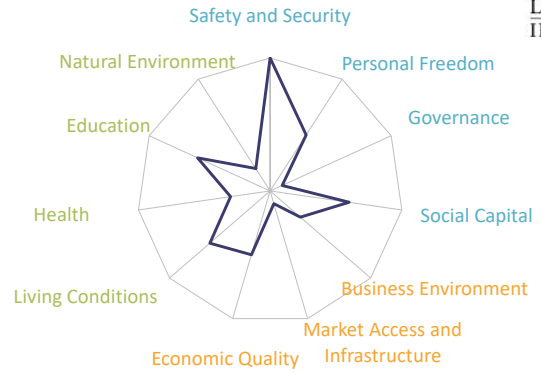 Safety and Security
Natural Environment
Personal Freedom
Education
Governance
Health
Social Capital
Living Conditions
Business Environment
Market Access and
Infrastructure
Economic Quality